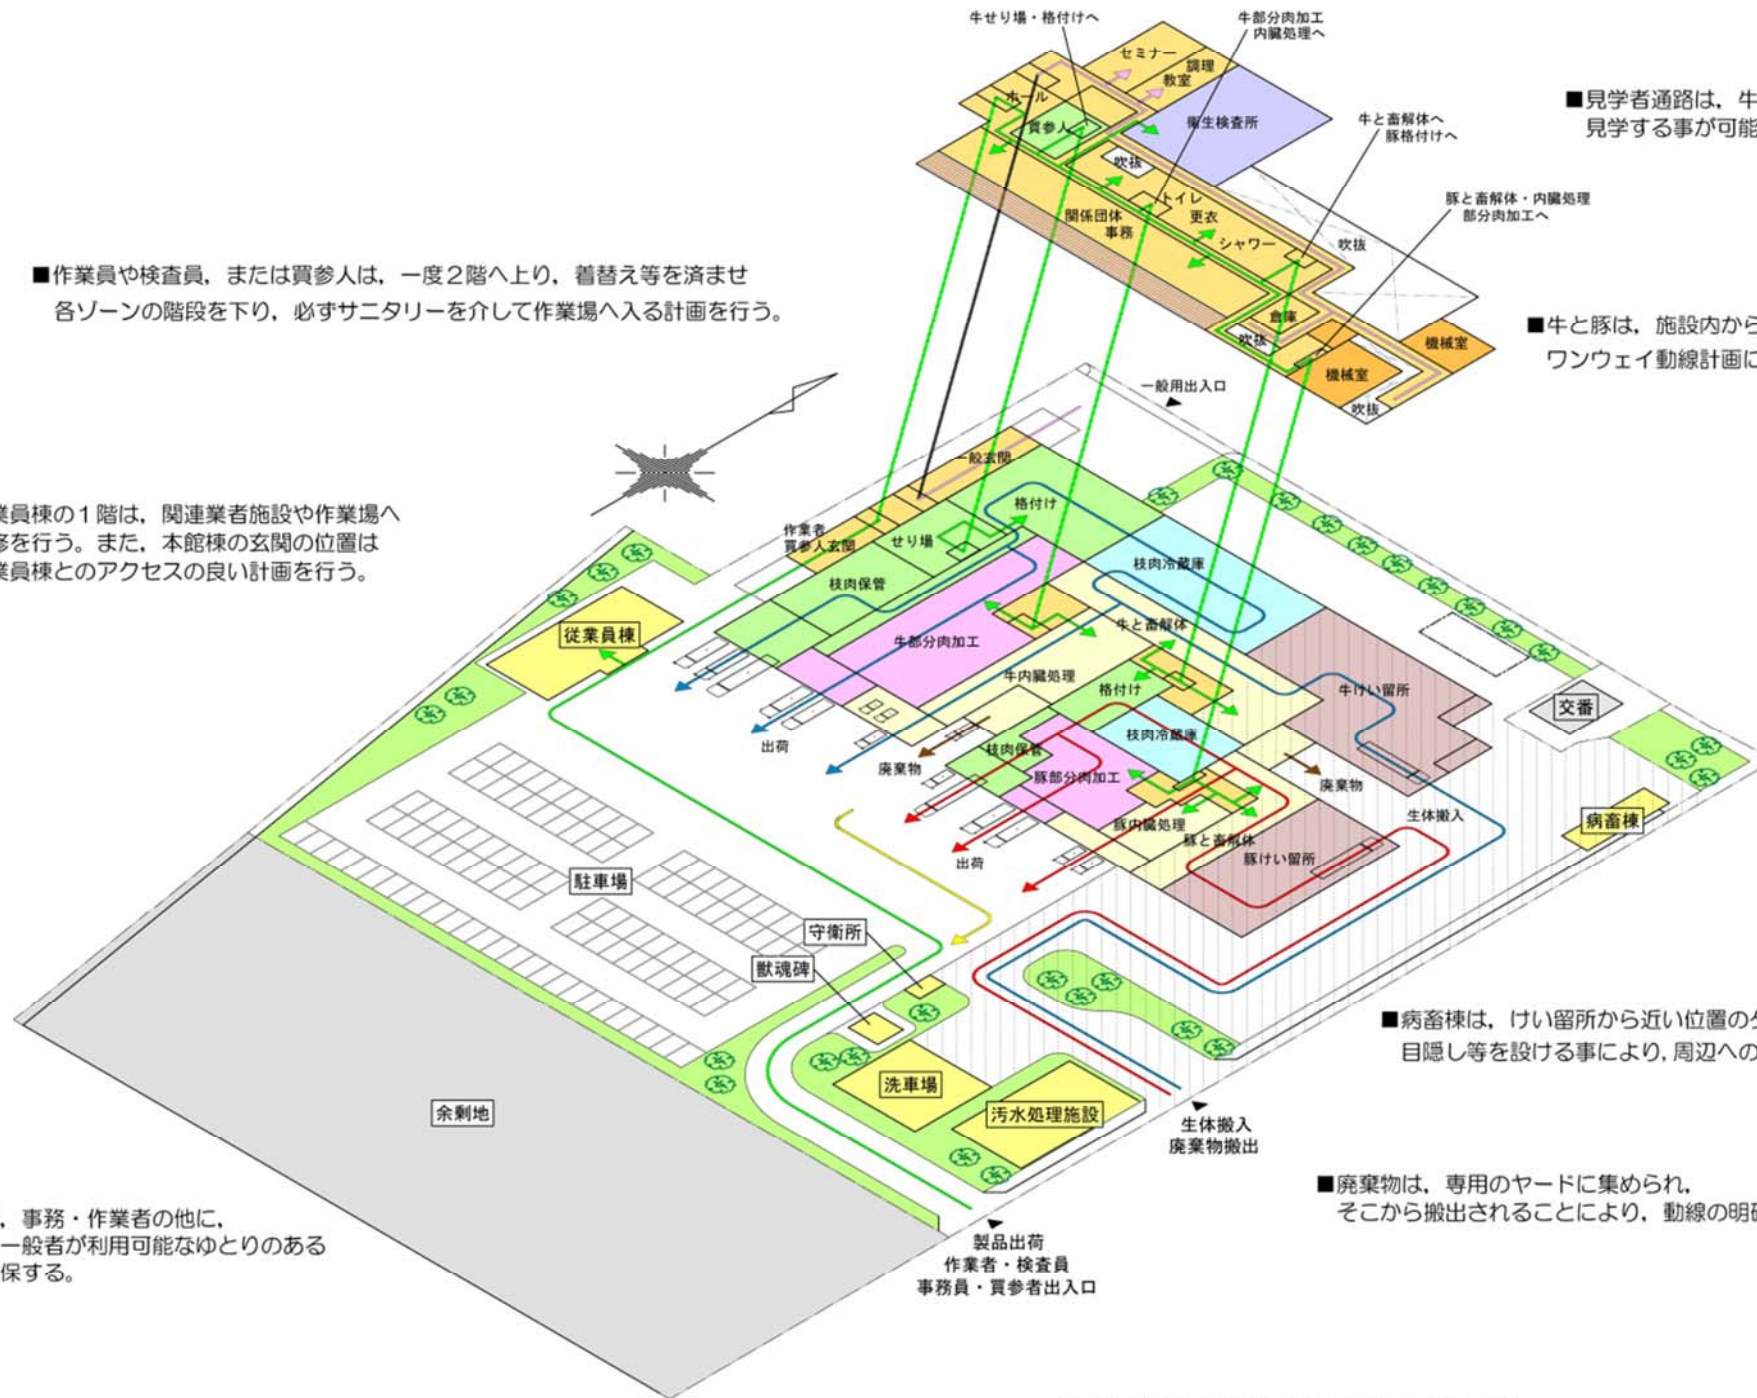 牛せり場・格付けへ
牛部分肉加工
内臓処理へ
セミナー
調理
教室
ホール
買参人
衛生検査所
牛と畜解体へ
豚格付けへ
吹抜
トイレ
更衣
関係団体
事務
シャワー
吹抜
豚と畜解体・内臓処理
部分肉加工へ
倉庫
吹抜
機械室
機械室
吹抜
■見学者通路は，牛
見学する事が可能
■作業員や検査員，または買参人は，一度２階へ上り，着替え等を済ませ
各ゾーンの階段を下り，必ずサニタリーを介して作業場へ入る計画を行う。
■牛と豚は，施設内から
ワンウェイ動線計画に
一般用出入口
業員棟の１階は，関連業者施設や作業場へ
修を行う。また，本館棟の玄関の位置は
業員棟とのアクセスの良い計画を行う。
一般玄関
格付け
作業者
買参人玄関
せり場
枝肉保管
枝肉冷蔵庫
従業員棟
牛部分肉加工
牛と畜解体
牛内臓処理
格付け
牛けい留所
交番
出荷
廃棄物
枝肉保管
枝肉冷蔵庫
豚部分肉加工
廃棄物
豚内臓処理
豚と畜解体
生体搬入
病畜棟
出荷
豚けい留所
駐車場
守衛所
獣魂碑
洗車場
汚水処理施設
余剰地
生体搬入
廃棄物搬出
■病畜棟は，けい留所から近い位置の
目隠し等を設ける事により，周辺への
■廃棄物は，専用のヤードに集められ，
そこから搬出されることにより，動線の明
，事務・作業者の他に，
一般者が利用可能なゆとりのある
保する。
製品出荷
作業者・検査員
事務員・買参者出入口